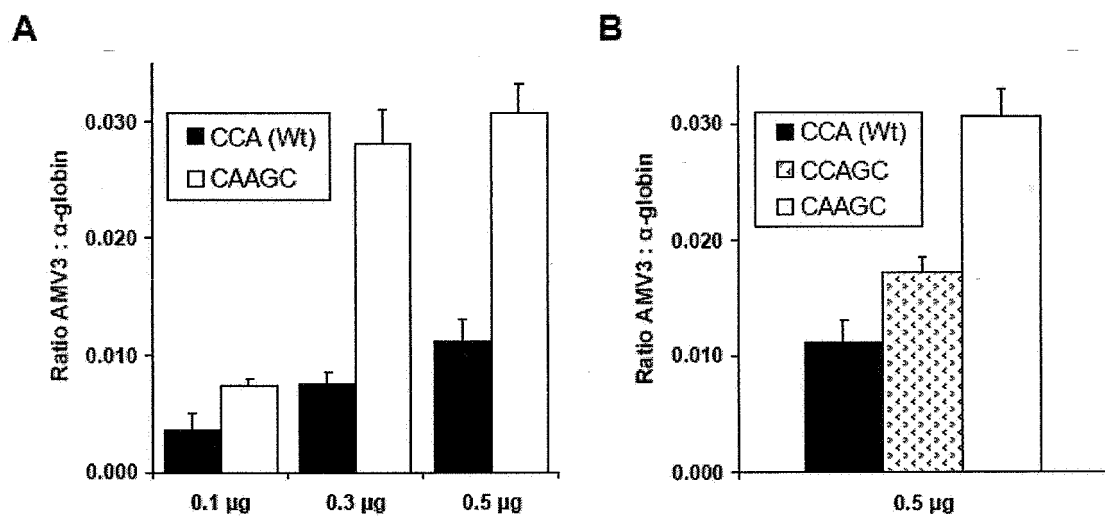 A
Ratio AMV3 : α-globin
0.030
0.020
0.010
0.000
CCA (Wt)
CAAGC
0.1 µg
0.3 µg
0.5 µg
B
Ratio AMV3 : α-globin
0.030
0.020
0.010
0.000
CCA (Wt)
CCAGC
CAAGC
0.5 µg